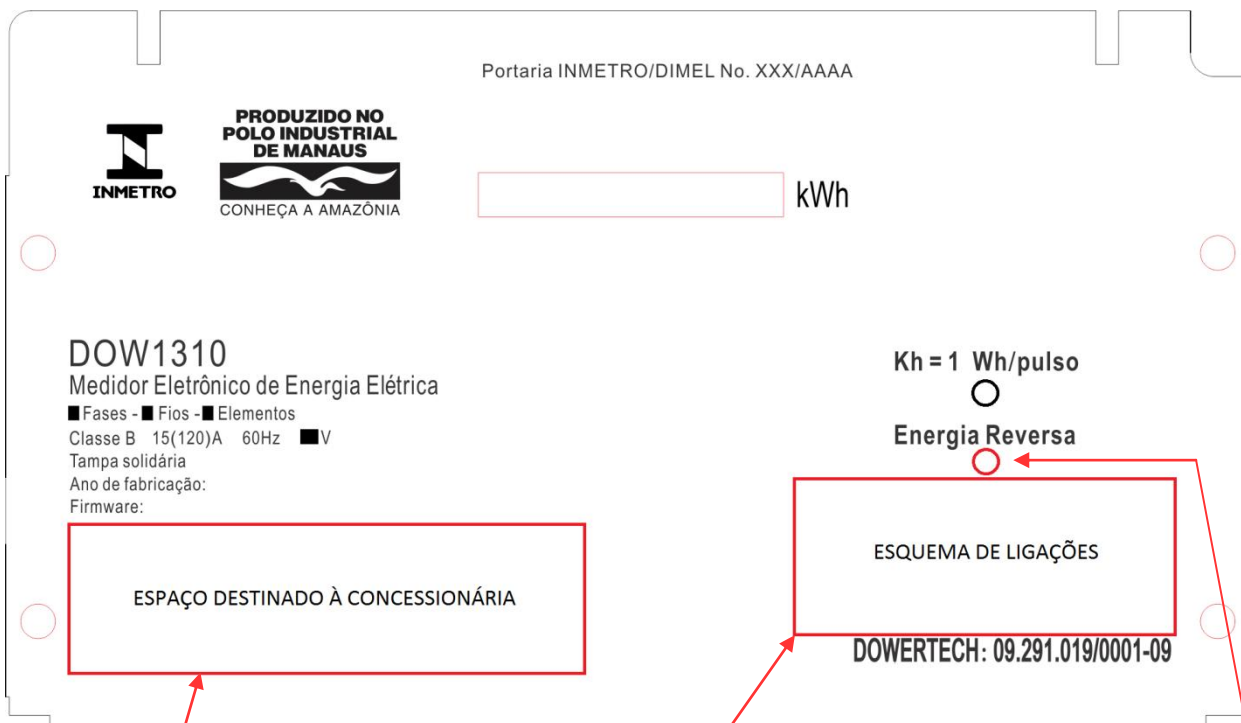 Portaria INMETRO/DIMEL No. XXX/AAAA
INMETRO
PRODUZIDO NO
POLO INDUSTRIAL
DE MANAUS
CONHEÇA A AMAZÔNIA
kWh
DOW1310
Medidor Eletrônico de Energia Elétrica
■Fases - ■ Fios -■ Elementos
Classe B 15(120)A 60Hz ■V
Tampa solidária
Ano de fabricação:
Firmware:
ESPAÇO DESTINADO À CONCESSIONÁRIA
Kh = 1 Wh/pulso
Energia Reversa
ESQUEMA DE LIGAÇÕES
DOWERTECH: 09.291.019/0001-09